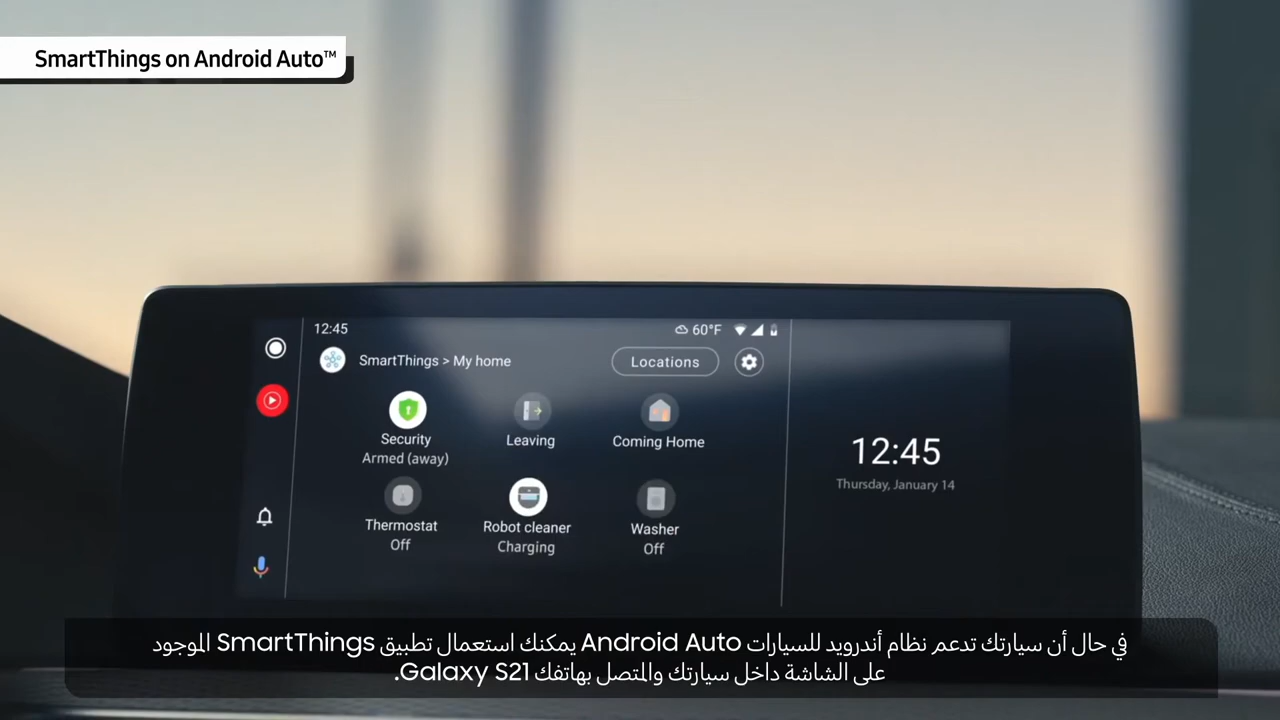 SmartThings on Android Auto™
12:45
60°F
SmartThings > My home
Locations
Security
Armed (away)
Leaving
Coming Home
Thermostat
Off
Robot cleaner
Charging
Washer
Off
12:45
Thursday, January 14
في حال أن سيارتك تدعم نظام أندرويد للسيارات Android Auto يمكنك استعمال تطبيق SmartThings الموجود
على الشاشة داخل سيارتك والمتصل بهاتفك Galaxy S21.